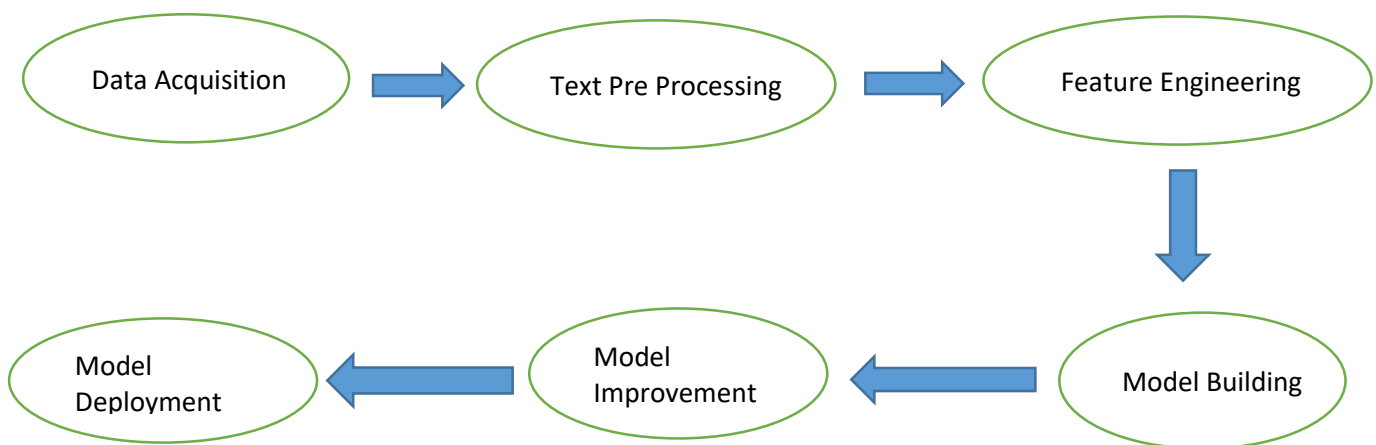 Data Acquisition
Text Pre Processing
Feature Engineering
Model Building
Model
Improvement
Model
Deployment